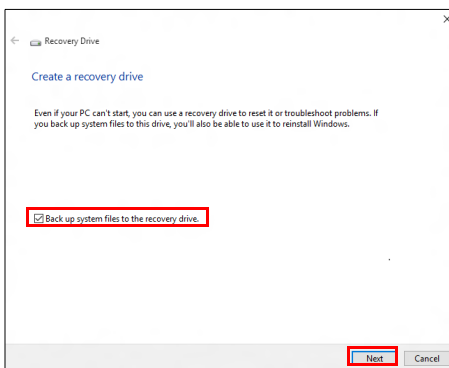 Recovery Drive
Create a recovery drive
Even if your PC can't start, you can use a recovery drive to reset it or troubleshoot problems. If
you back up system files to this drive, you'll also be able to use it to reinstall Windows.
Back up system files to the recovery drive.
Next Cancel